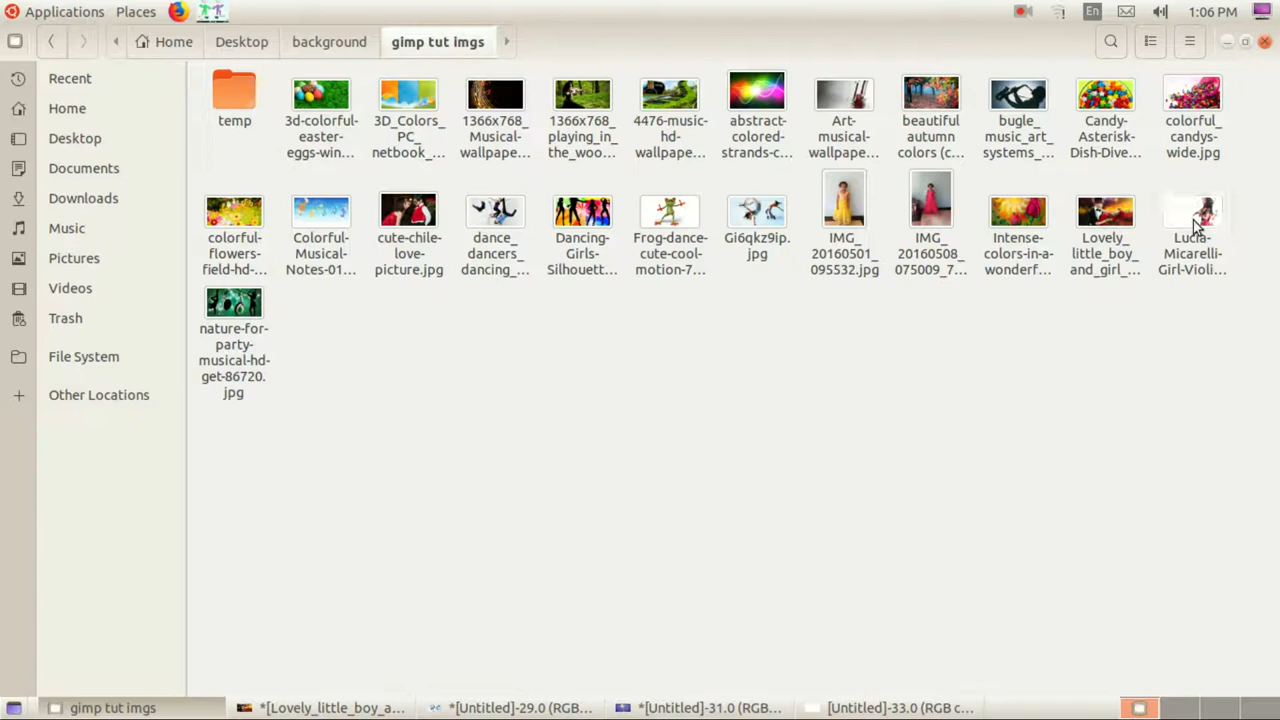 Applications Places En 1:06 PM
Home Desktop background gimp tut imgs
Recent
Home
Desktop
Documents
Downloads
Music
Pictures
Videos
Trash
File System
Other Locations
temp
3d-colorful-
easter-
eggs-win...
3D_Colors_
PC_
netbook_...
1366x768_
Musical-
wallpape...
1366x768_
playing_in_
the_woo...
4476-music-
hd-
wallpape...
abstract-
colored-
strands-c...
Art-
musical-
wallpape...
beautiful
autumn
colors (c...
bugle_
music_art_
systems_...
Candy-
Asterisk-
Dish-Dive...
colorful_
candys-
wide.jpg
colorful-
flowers-
field-hd-...
Colorful-
Musical-
Notes-01...
cute-chile-
love-
picture.jpg
dance_
dancers_
dancing_...
Dancing-
Girls-
Silhouett...
Frog-dance-
cute-cool-
motion-7...
Gi6qkz9ip.
jpg
IMG_
20160501_
095532.jpg
IMG_
20160508_
075009_7...
Intense-
colors-in-a-
wonderf...
Lovely_
little_boy_
and_girl_...
Lucia-
Micarelli-
Girl-Violi...
nature-for-
party-
musical-hd-
get-86720.
jpg
gimp tut imgs *[Lovely_little_boy_a... *[Untitled]-29.0 (RGB... *[Untitled]-31.0 (RGB... [Untitled]-33.0 (RGB c...